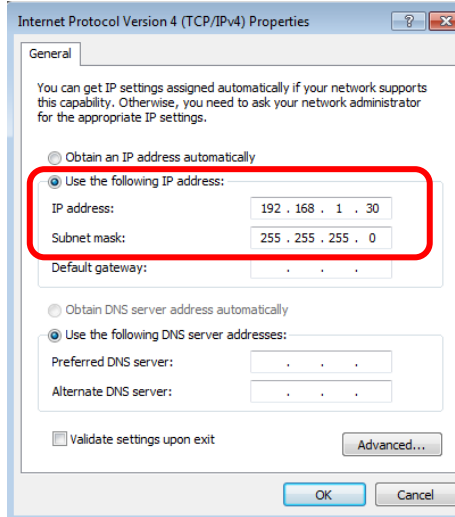 Internet Protocol Version 4 (TCP/IPv4) Properties
General
You can get IP settings assigned automatically if your network supports
this capability. Otherwise, you need to ask your network administrator
for the appropriate IP settings.
Obtain an IP address automatically
Use the following IP address:
IP address: 192 . 168 . 1 . 30
Subnet mask: 255 . 255 . 255 . 0
Default gateway: . . .
Obtain DNS server address automatically
Use the following DNS server addresses:
Preferred DNS server: . . .
Alternate DNS server: . . .
Validate settings upon exit
Advanced...
OK Cancel